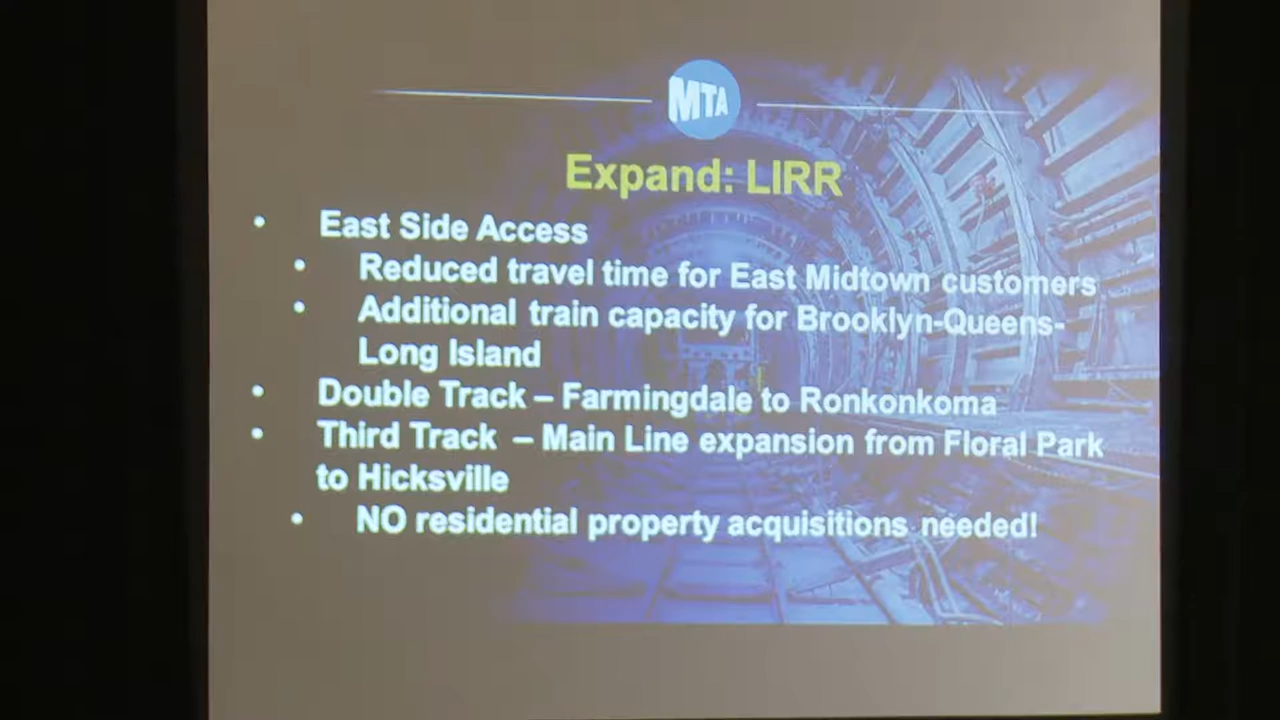 MTA
Expand: LIRR
• East Side Access
• Reduced travel time for East Midtown customers
• Additional train capacity for Brooklyn-Queens-
Long Island
• Double Track – Farmingdale to Ronkonkoma
• Third Track – Main Line expansion from Floral Park
to Hicksville
• NO residential property acquisitions needed!